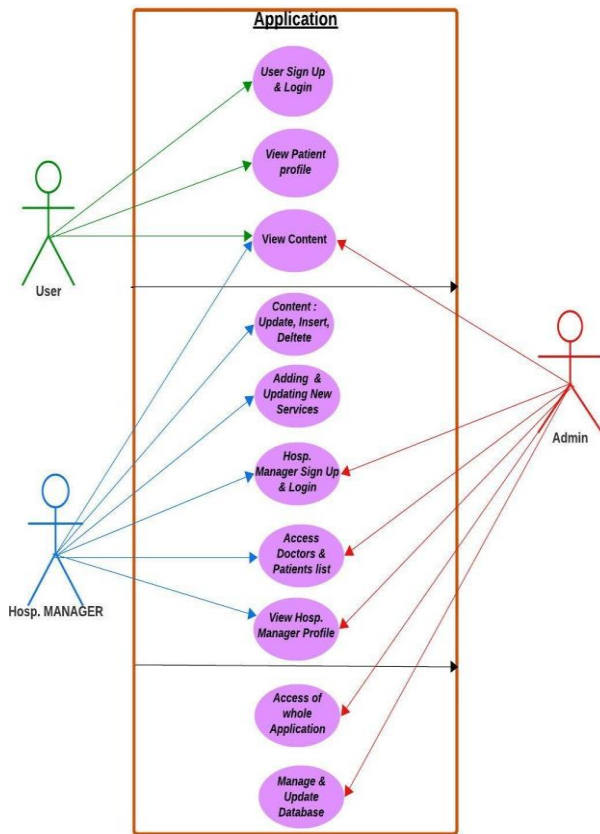 Application
User Sign Up
& Login
View Patient
profile
View Content
User
Content :
Update, Insert,
Deltete
Adding & 
Updating New
Services
Hosp.
Manager Sign Up
& Login
Admin
Access
Doctors &
Patients list
Hosp. MANAGER
View Hosp.
Manager Profile
Access of
whole
Application
Manage &
Update
Database